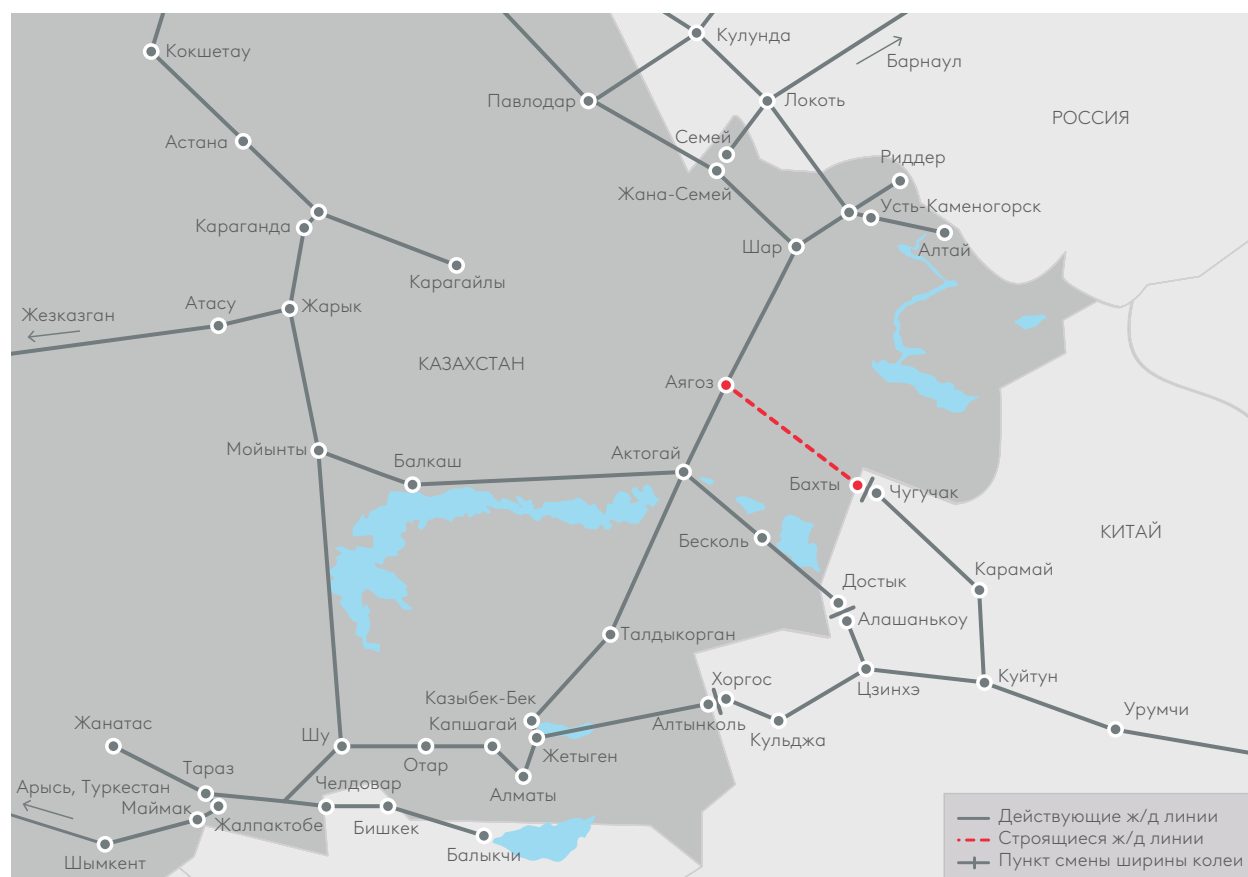 Кокшетау
Кулунда
Барнаул
Павлодар
Локоть
РОССИЯ
Астана
Семей
Риддер
Жана-Семей
Усть-Каменогорск
Караганда
Шар
Алтай
Карагайлы
Атасу
Жарык
Жезказган
КАЗАХСТАН
Аягоз
Мойынты
Балкаш
Актогай
Бахты
Чугучак
Бесколь
КИТАЙ
Карамай
Достык
Алашанькоу
Талдыкорган
Цзинхэ
Куйтун
Хоргос
Казыбек-Бек
Алтынколь
Урумчи
Жанатас
Шу
Капшагай
Кульджа
Отар
Жетыген
Тараз
Челдовар
Алматы
Арысь, Туркестан
Маймак
Жалпактобе
Бишкек
Балыкчи
Шымкент
Действующие ж/д линии
Строящиеся ж/д линии
Пункт смены ширины колеи